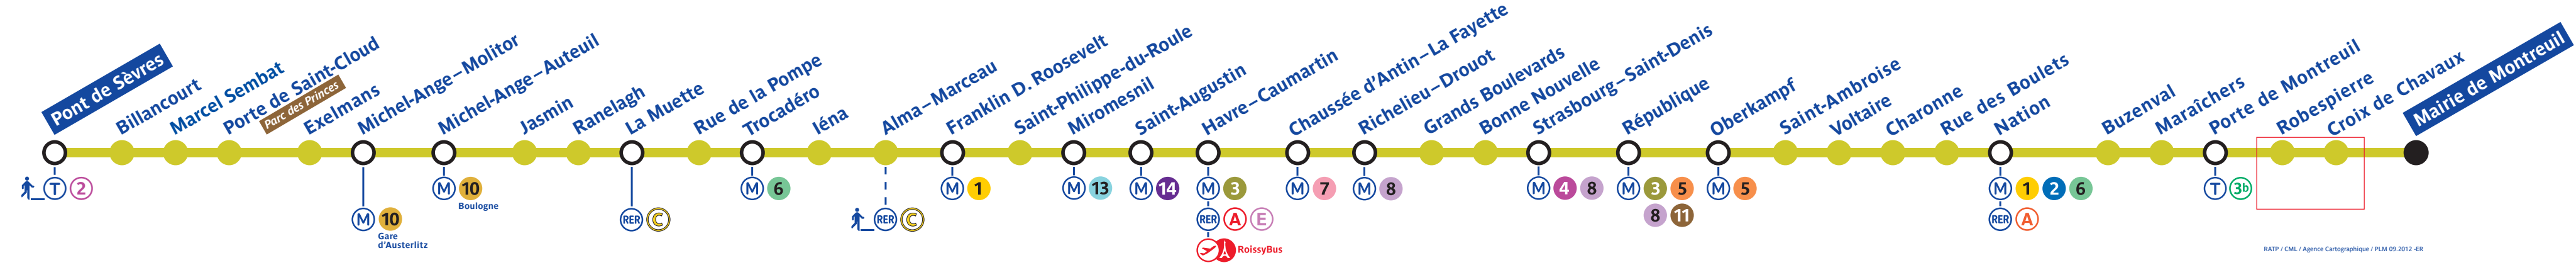 Pont de Sèvres
Billancourt
Marcel Sembat
Porte de Saint-Cloud
Parc des Princes
Exelmans
Michel-Ange–Molitor
Michel-Ange–Auteuil
Jasmin
Ranelagh
La Muette
Rue de la Pompe
Trocadéro
Iéna
Alma–Marceau
Franklin D. Roosevelt
Saint-Philippe-du-Roule
Miromesnil
Saint-Augustin
Havre–Caumartin
Chaussée d'Antin–La Fayette
Richelieu–Drouot
Grands Boulevards
Bonne Nouvelle
Strasbourg–Saint-Denis
République
Oberkampf
Saint-Ambroise
Voltaire
Charonne
Rue des Boulets
Nation
Buzenval
Maraîchers
Porte de Montreuil
Robespierre
Croix de Chavaux
Mairie de Montreuil
T 2
M 10
Gare
d'Austerlitz
M 10
Boulogne
RER C
M 6
RER C
M 1
M 13
M 14
M 3
RER A E
RoissyBus
M 7
M 8
M 4 8
M 3 5
8 11
M 5
M 1 2 6
RER A
T 3b
RATP / CML / Agence Cartographique / PLM 09.2012 -ER